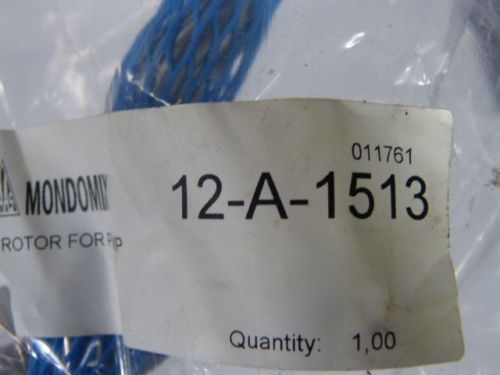 011761
MONDOMIX 12-A-1513
ROTOR FOR
Quantity: 1,00